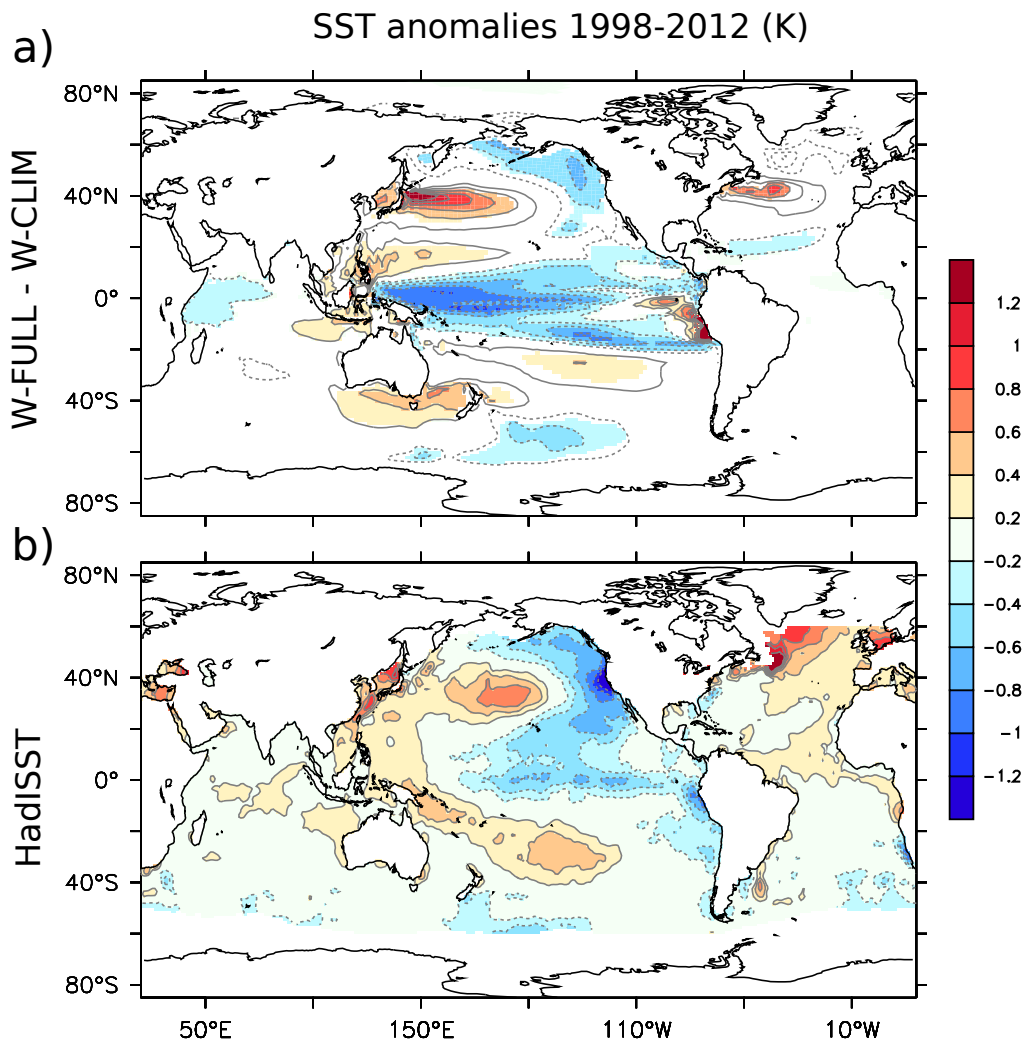 SST anomalies 1998-2012 (K)
a)
W-FULL - W-CLIM
80°N
40°N
0°
40°S
80°S
b)
HadISST
80°N
40°N
0°
40°S
80°S
50°E 150°E 110°W 10°W
1.2
1
0.8
0.6
0.4
0.2
−0.2
−0.4
−0.6
−0.8
−1
−1.2